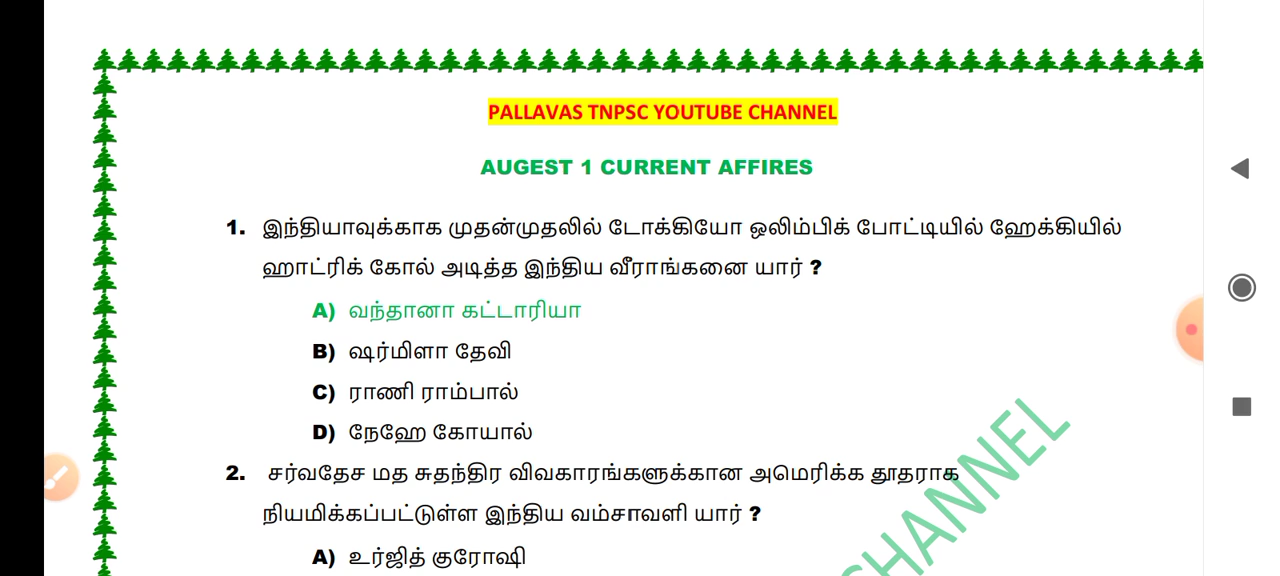 PALLAVAS TNPSC YOUTUBE CHANNEL
AUGEST 1 CURRENT AFFIRES
1. இந்தியாவுக்காக முதன்முதலில் டோக்கியோ ஒலிம்பிக் போட்டியில் ஹேக்கியில்
ஹாட்ரிக் கோல் அடித்த இந்திய வீராங்கனை யார் ?
A) வந்தானா கட்டாரியா
B) ஷர்மிளா தேவி
C) ராணி ராம்பால்
D) நேஹே கோயால்
2. சர்வதேச மத சுதந்திர விவகாரங்களுக்கான அமெரிக்க தூதராக
நியமிக்கப்பட்டுள்ள இந்திய வம்சாவளி யார் ?
A) உர்ஜித் குரோஷி
CHANNEL